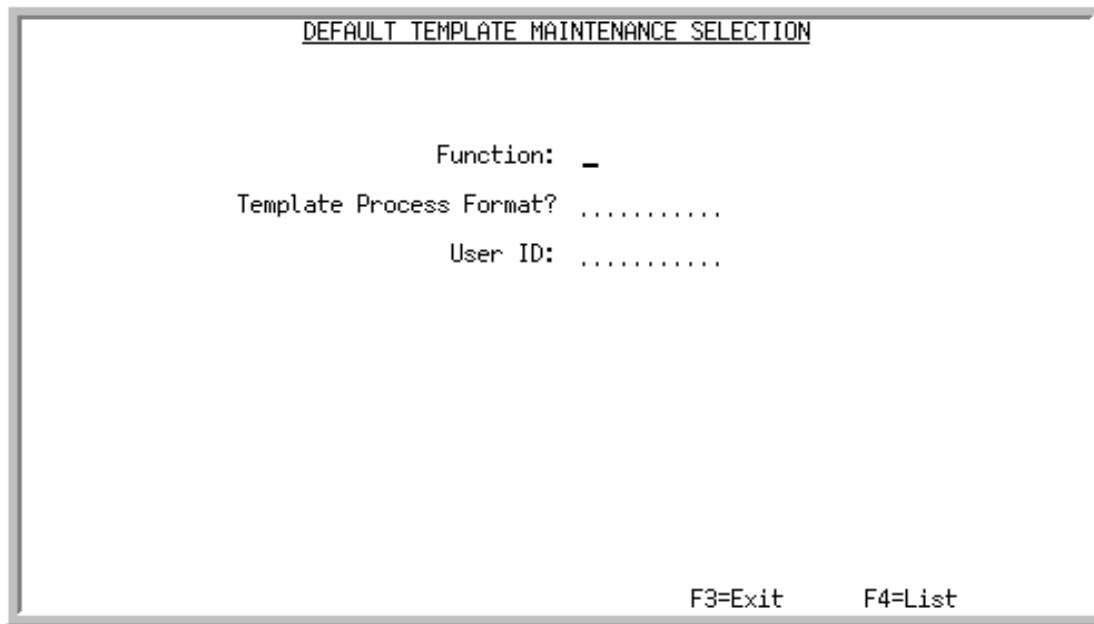 DEFAULT TEMPLATE MAINTENANCE SELECTION
Function: _
Template Process Format? ...........
User ID: ...........
F3=Exit F4=List